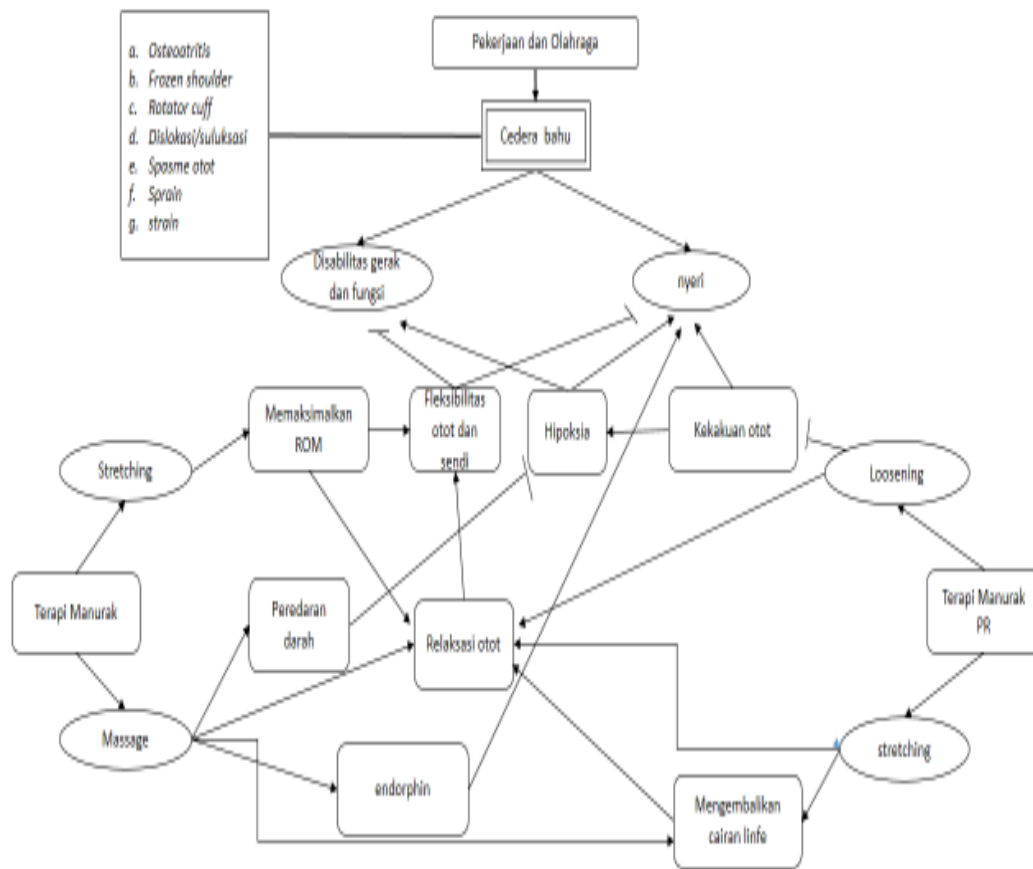 Pekerjaan dan Olahraga
a. Osteoatritis
b. Frozen shoulder
c. Rotator cuff
d. Dislokasi/suluksasi
e. Spasme otot
f. Sprain
g. strain
Cedera bahu
Disabilitas gerak
dan fungsi
nyeri
Memaksimalkan
ROM
Fleksibilitas
otot dan
sendi
Hipoksia
Kekakuan otot
Stretching
Loosening
Terapi Manurak
Peredaran
darah
Relaksasi otot
Terapi Manurak
PR
Massage
stretching
endorphin
Mengembalikan
cairan linfe